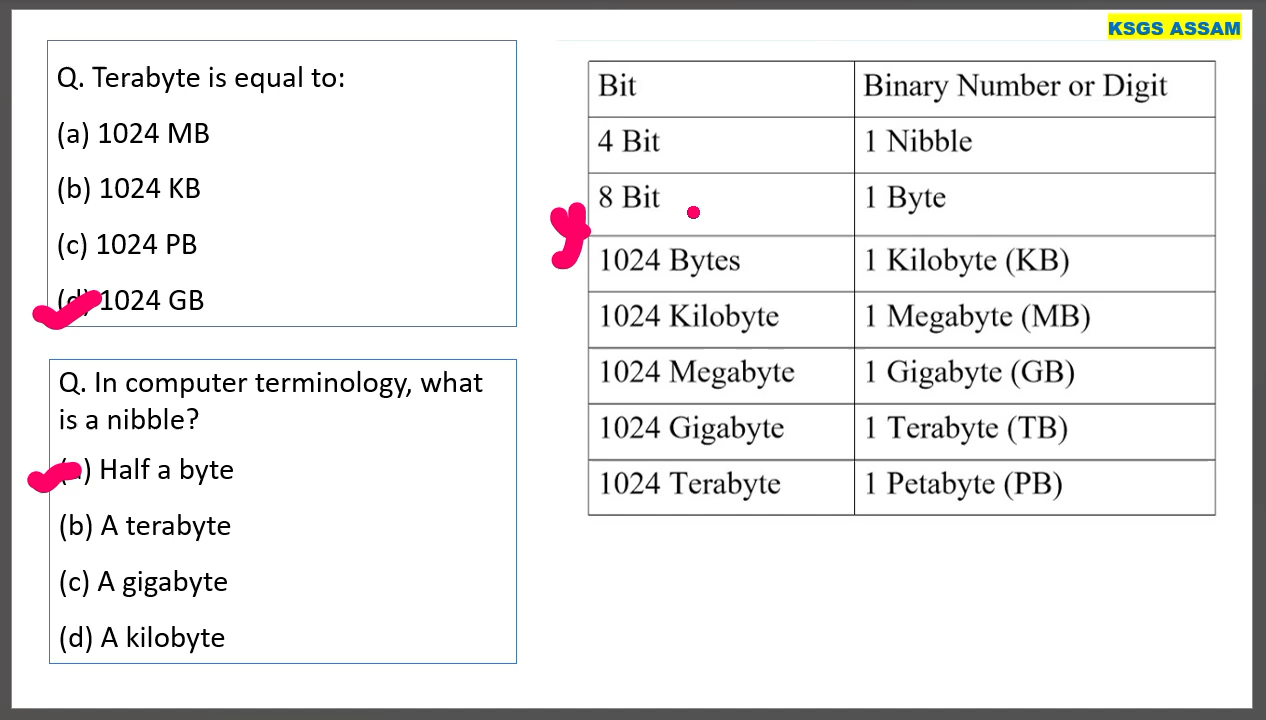 KSGS ASSAM
Q. Terabyte is equal to:
(a) 1024 MB
(b) 1024 KB
(c) 1024 PB
(d) 1024 GB
Q. In computer terminology, what
is a nibble?
(a) Half a byte
(b) A terabyte
(c) A gigabyte
(d) A kilobyte
Bit Binary Number or Digit
4 Bit 1 Nibble
8 Bit 1 Byte
1024 Bytes 1 Kilobyte (KB)
1024 Kilobyte 1 Megabyte (MB)
1024 Megabyte 1 Gigabyte (GB)
1024 Gigabyte 1 Terabyte (TB)
1024 Terabyte 1 Petabyte (PB)